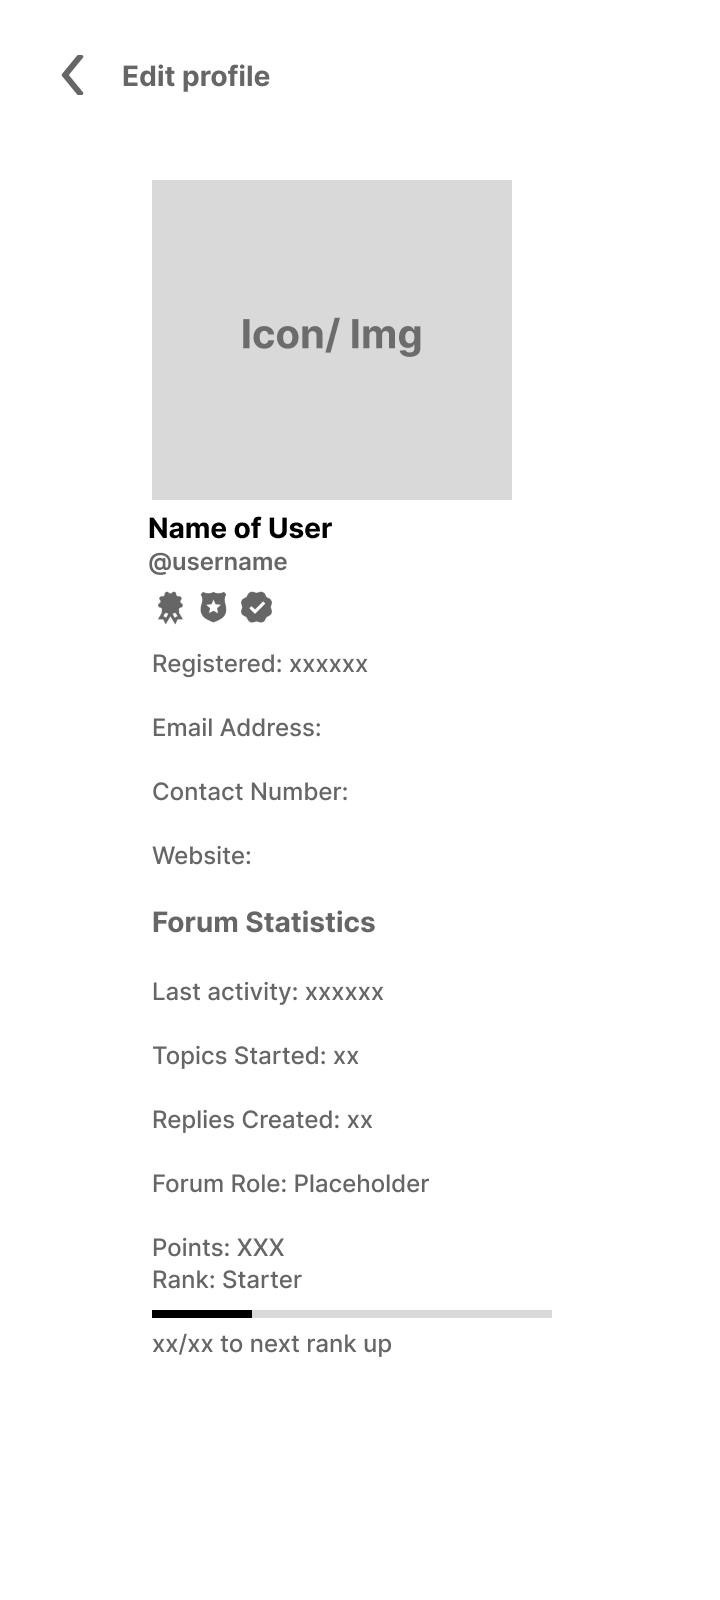 Edit profile
Icon/ Img
Name of User
@username
Registered: xxxxxx
Email Address:
Contact Number:
Website:
Forum Statistics
Last activity: xxxxxx
Topics Started: xx
Replies Created: xx
Forum Role: Placeholder
Points: XXX
Rank: Starter
xx/xx to next rank up